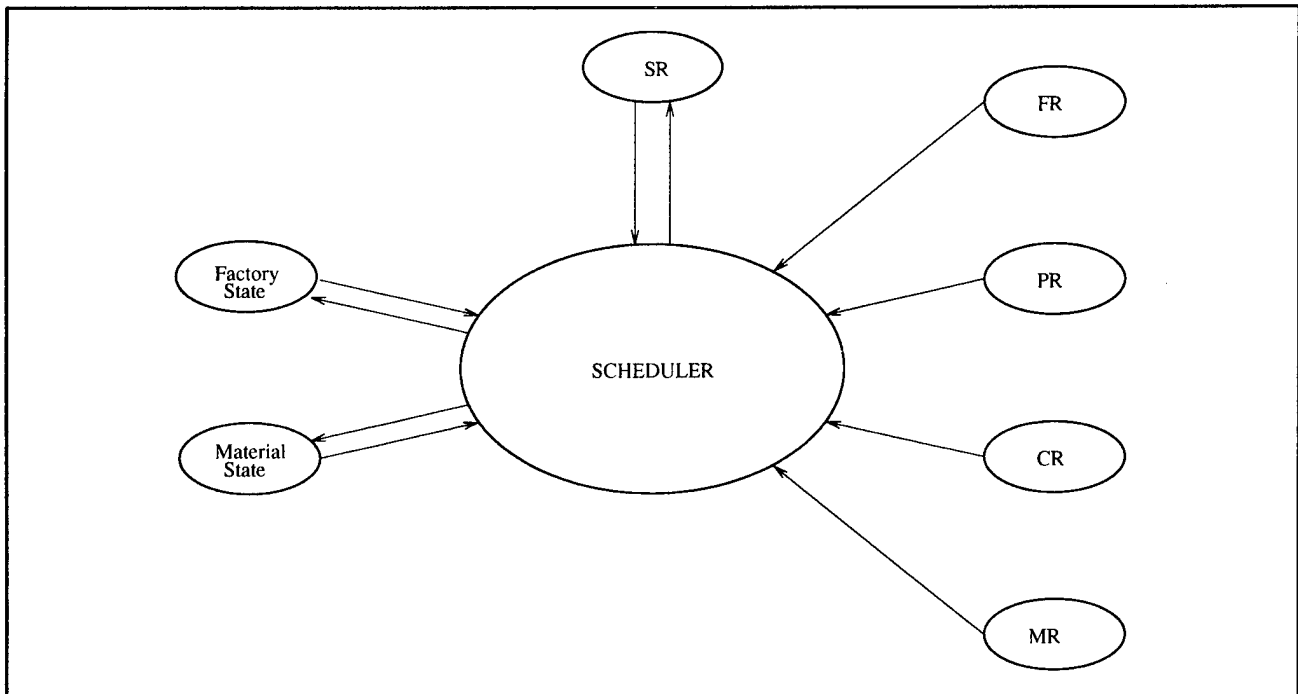 SR
FR
Factory
State
PR
SCHEDULER
Material
State
CR
MR